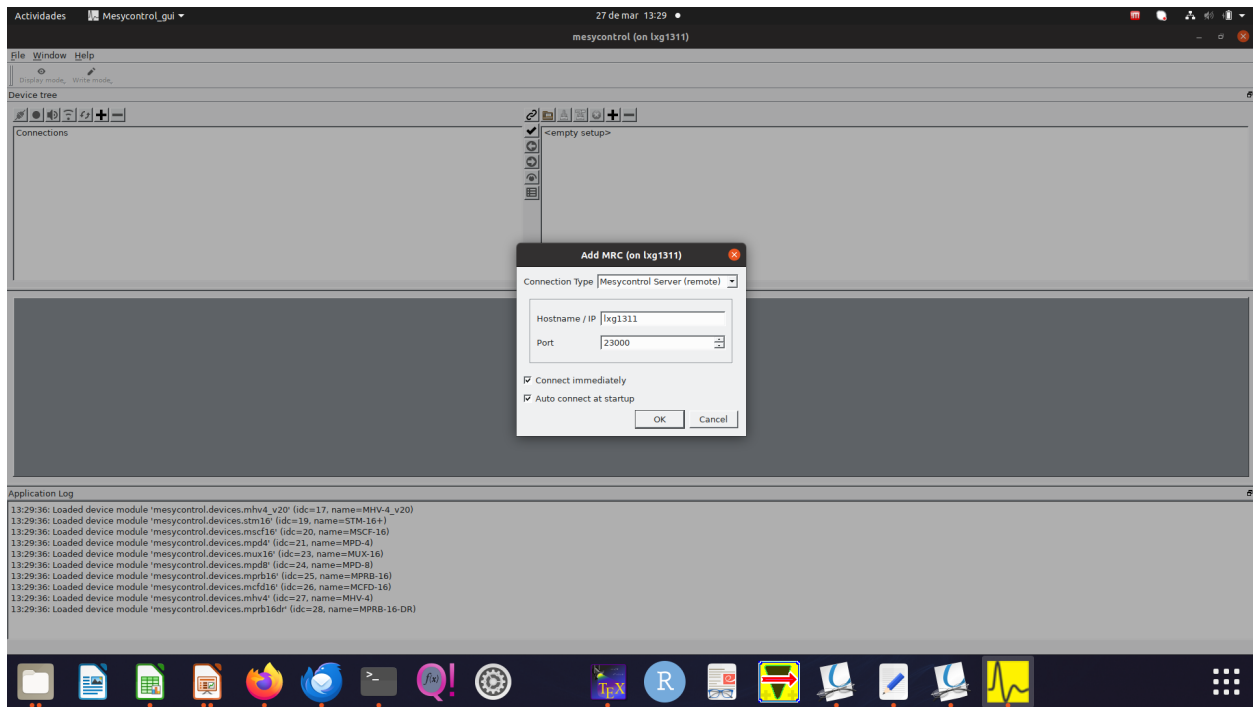 Actividades Mesycontrol_gui 27 de mar 13:29
mesycontrol (on lxg1311)
File Window Help
Display mode Write mode
Device tree
Connections
<empty setup>
Add MRC (on lxg1311)
Connection Type Mesycontrol Server (remote)
Hostname / IP lxg1311
Port 23000
Connect immediately
Auto connect at startup
OK Cancel
Application Log
13:29:36: Loaded device module 'mesycontrol.devices.mhv4_v20' (idc=17, name=MHV-4_v20)
13:29:36: Loaded device module 'mesycontrol.devices.stm16' (idc=19, name=STM-16+)
13:29:36: Loaded device module 'mesycontrol.devices.mscf16' (idc=20, name=MSCF-16)
13:29:36: Loaded device module 'mesycontrol.devices.mpd4' (idc=21, name=MPD-4)
13:29:36: Loaded device module 'mesycontrol.devices.mux16' (idc=23, name=MUX-16)
13:29:36: Loaded device module 'mesycontrol.devices.mpd8' (idc=24, name=MPD-8)
13:29:36: Loaded device module 'mesycontrol.devices.mprb16' (idc=25, name=MPRB-16)
13:29:36: Loaded device module 'mesycontrol.devices.mcfd16' (idc=26, name=MCFD-16)
13:29:36: Loaded device module 'mesycontrol.devices.mhv4' (idc=27, name=MHV-4)
13:29:36: Loaded device module 'mesycontrol.devices.mprb16dr' (idc=28, name=MPRB-16-DR)
>_ f(x) ! TEX R